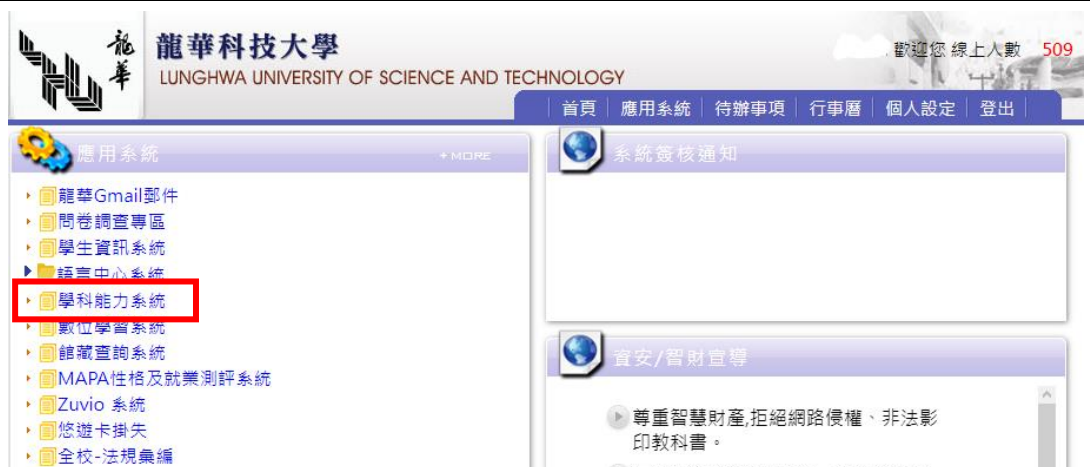 龍華
龍華科技大學
LUNGHWA UNIVERSITY OF SCIENCE AND TECHNOLOGY
歡迎您 線上人數 509
首頁 應用系統 待辦事項 行事曆 個人設定 登出
應用系統 +MORE
龍華Gmail郵件
問卷調查專區
學生資訊系統
語言中心系統
學科能力系統
數位學習系統
館藏查詢系統
MAPA性格及就業測評系統
Zuvio 系統
悠遊卡掛失
全校-法規彙編
系統簽核通知
資安/智財宣導
尊重智慧財產,拒絕網路侵權、非法影
印教科書。